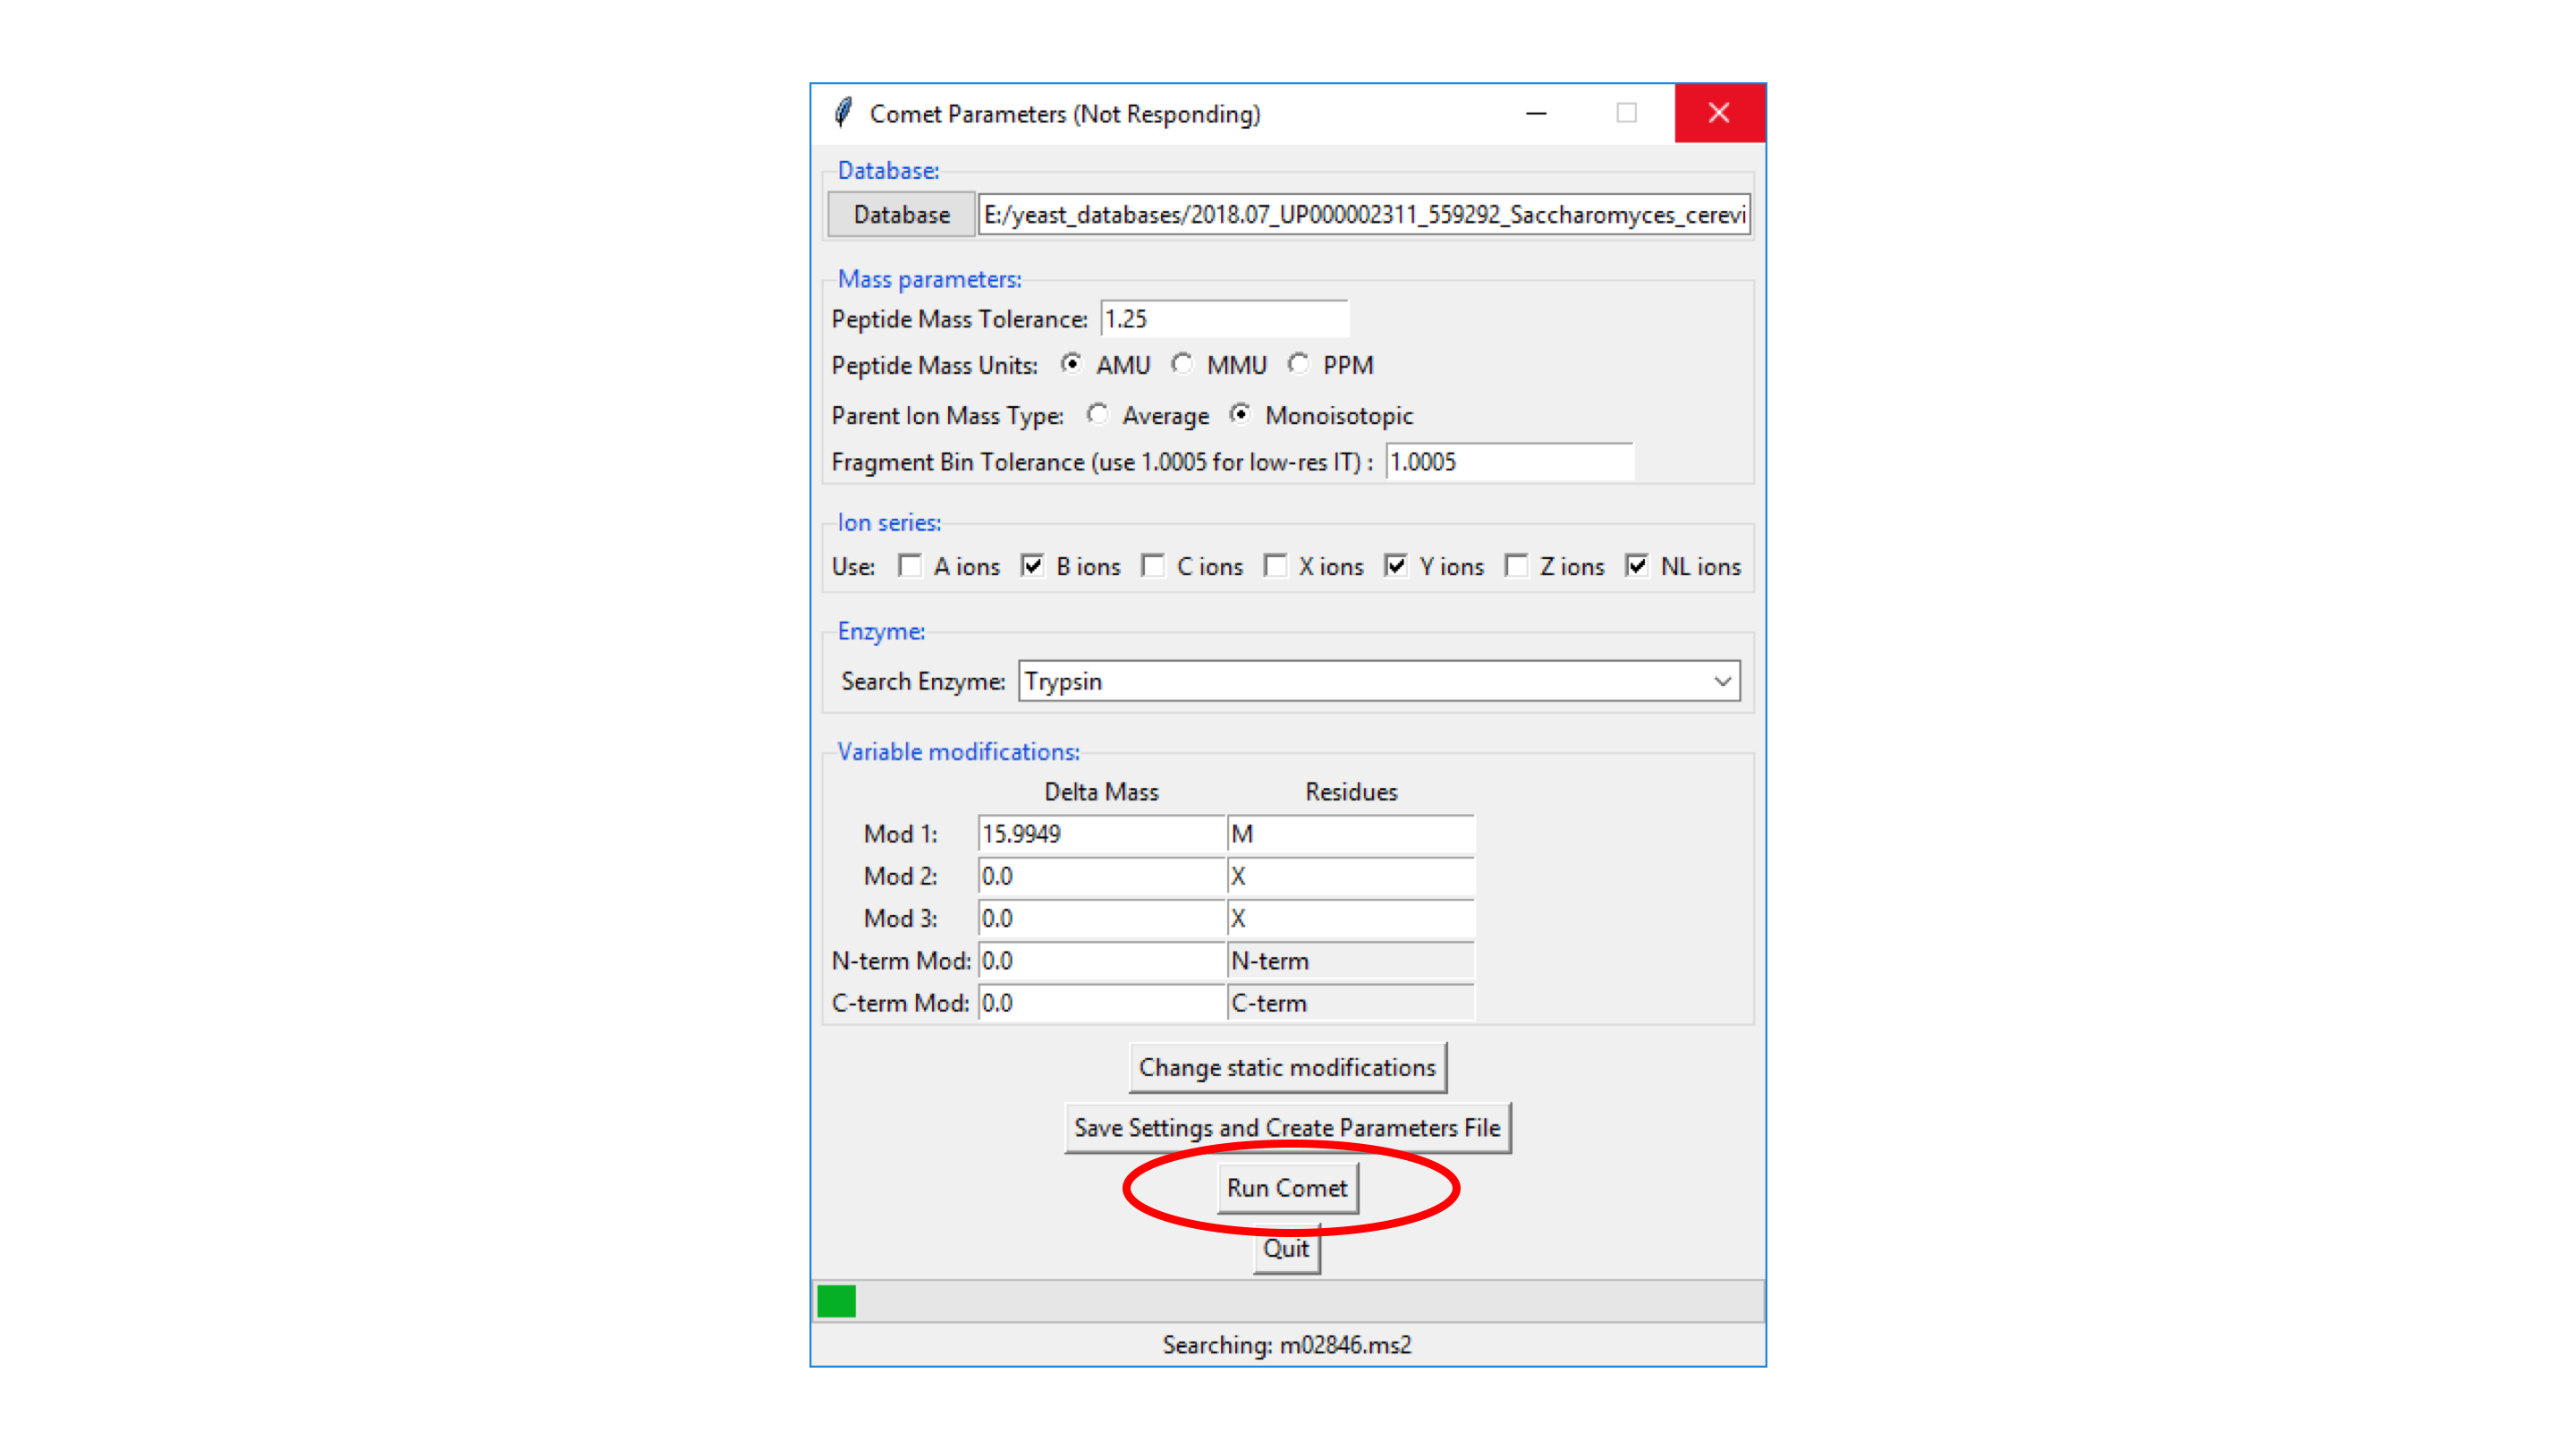 Comet Parameters (Not Responding)
Database:
Database E:/yeast_databases/2018.07_UP000002311_559292_Saccharomyces_cerevi
Mass parameters:
Peptide Mass Tolerance: 1.25
Peptide Mass Units: AMU MMU PPM
Parent Ion Mass Type: Average Monoisotopic
Fragment Bin Tolerance (use 1.0005 for low-res IT) : 1.0005
Ion series:
Use: A ions B ions C ions X ions Y ions Z ions NL ions
Enzyme:
Search Enzyme: Trypsin
Variable modifications:
Delta Mass Residues
Mod 1: 15.9949 M
Mod 2: 0.0 X
Mod 3: 0.0 X
N-term Mod: 0.0 N-term
C-term Mod: 0.0 C-term
Change static modifications
Save Settings and Create Parameters File
Run Comet
Quit
Searching: m02846.ms2